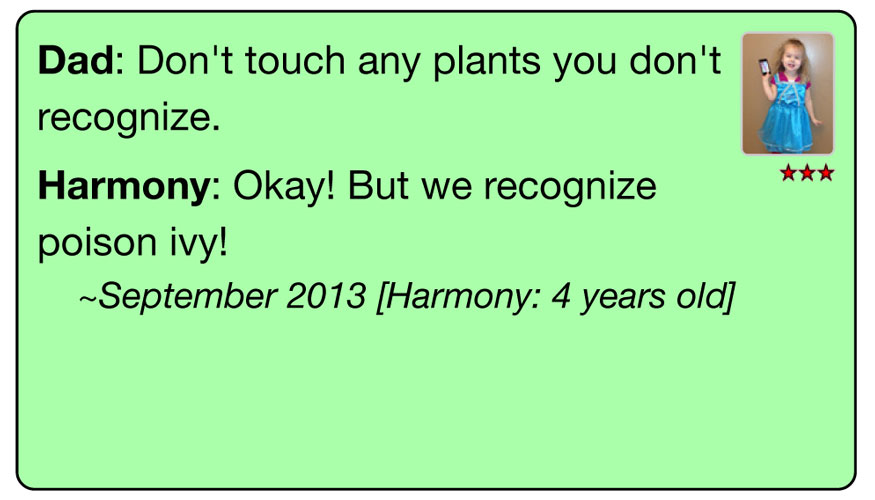 Dad: Don't touch any plants you don't
recognize.
Harmony: Okay! But we recognize
poison ivy!
~September 2013 [Harmony: 4 years old]